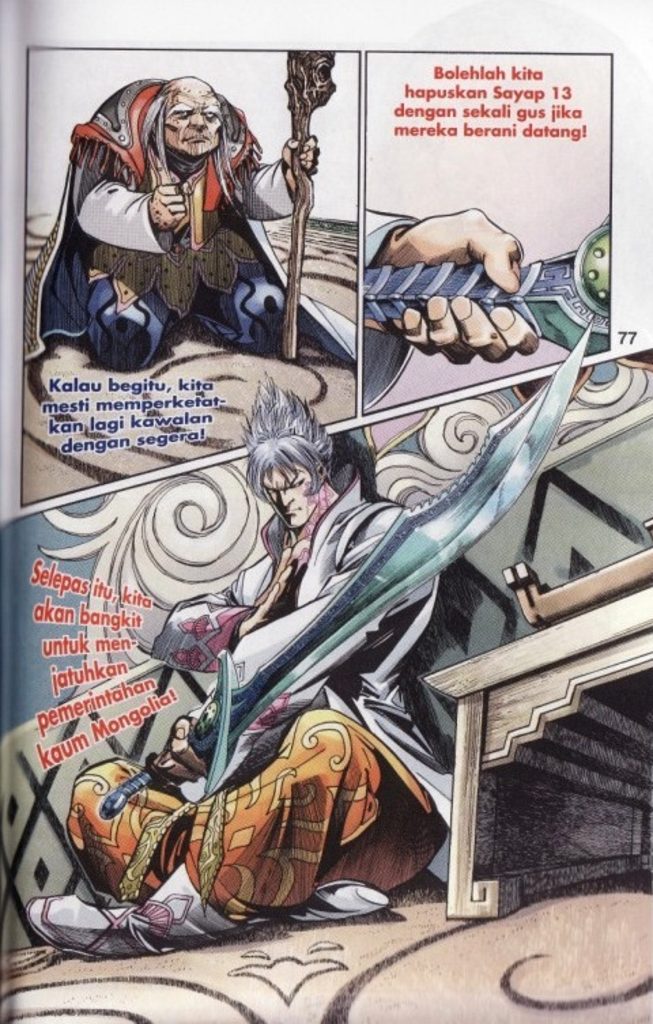 Kalau begitu, kita
mesti memperketat-
kan lagi kawalan
dengan segera!
Bolehlah kita
hapuskan Sayap 13
dengan sekali gus jika
mereka berani datang!
77
Selepas itu, kita
akan bangkit
untuk men-
jatuhkan
pemerintahan
kaum Mongolia!